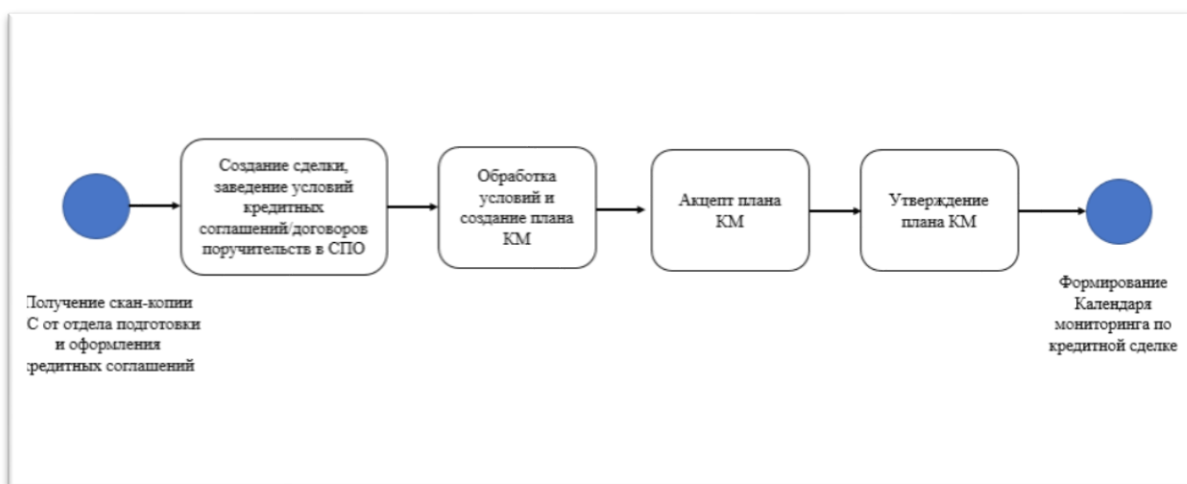 Создание сделки,
заведение условий
кредитных
соглашений/договоров
поручительств в СПО
Обработка
условий и
создание плана
КМ
Акцепт плана
КМ
Утверждение
плана КМ
Получение скан-копии
С от отдела подготовки
и оформления
редитных соглашений
Формирование
Календаря
мониторинга по
кредитной сделке